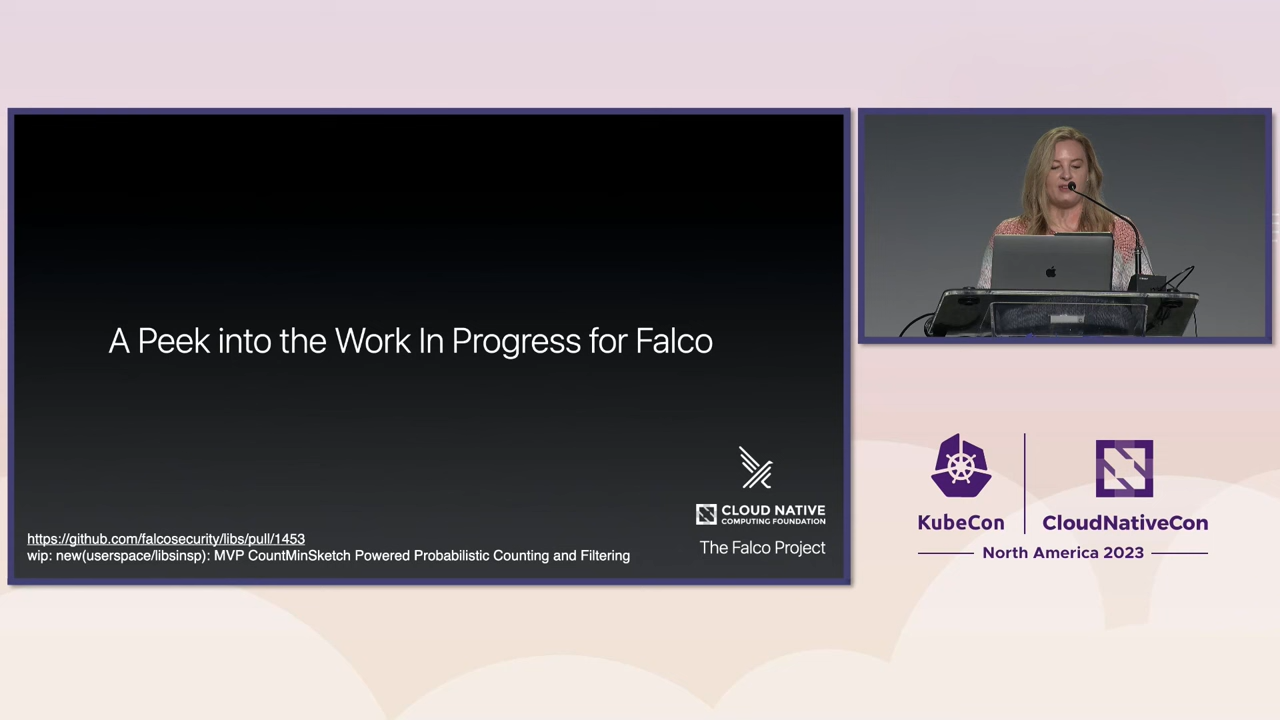 A Peek into the Work In Progress for Falco
CLOUD NATIVE
COMPUTING FOUNDATION
The Falco Project
https://github.com/falcosecurity/libs/pull/1453
wip: new(userspace/libsinsp): MVP CountMinSketch Powered Probabilistic Counting and Filtering
KubeCon
CloudNativeCon
North America 2023